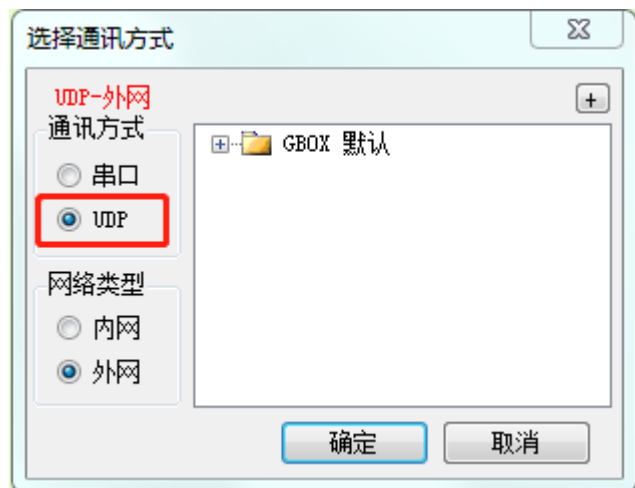 选择通讯方式
UDP-外网
+
通讯方式
串口
UDP
GBOX 默认
网络类型
内网
外网
确定
取消